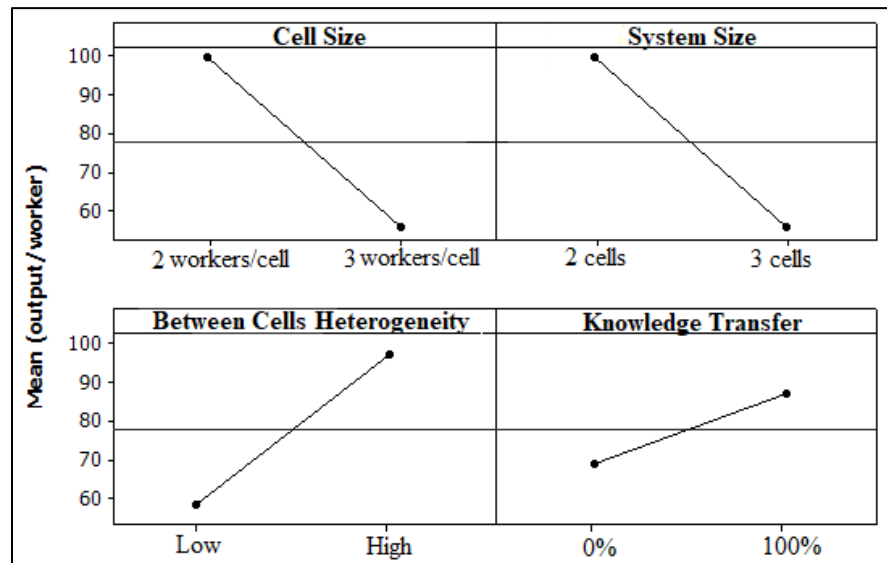 Cell Size
System Size
100
90
80
70
60
2 workers/cell
3 workers/cell
2 cells
3 cells
Mean (output/worker)
Between Cells Heterogeneity
Knowledge Transfer
100
90
80
70
60
Low
High
0%
100%